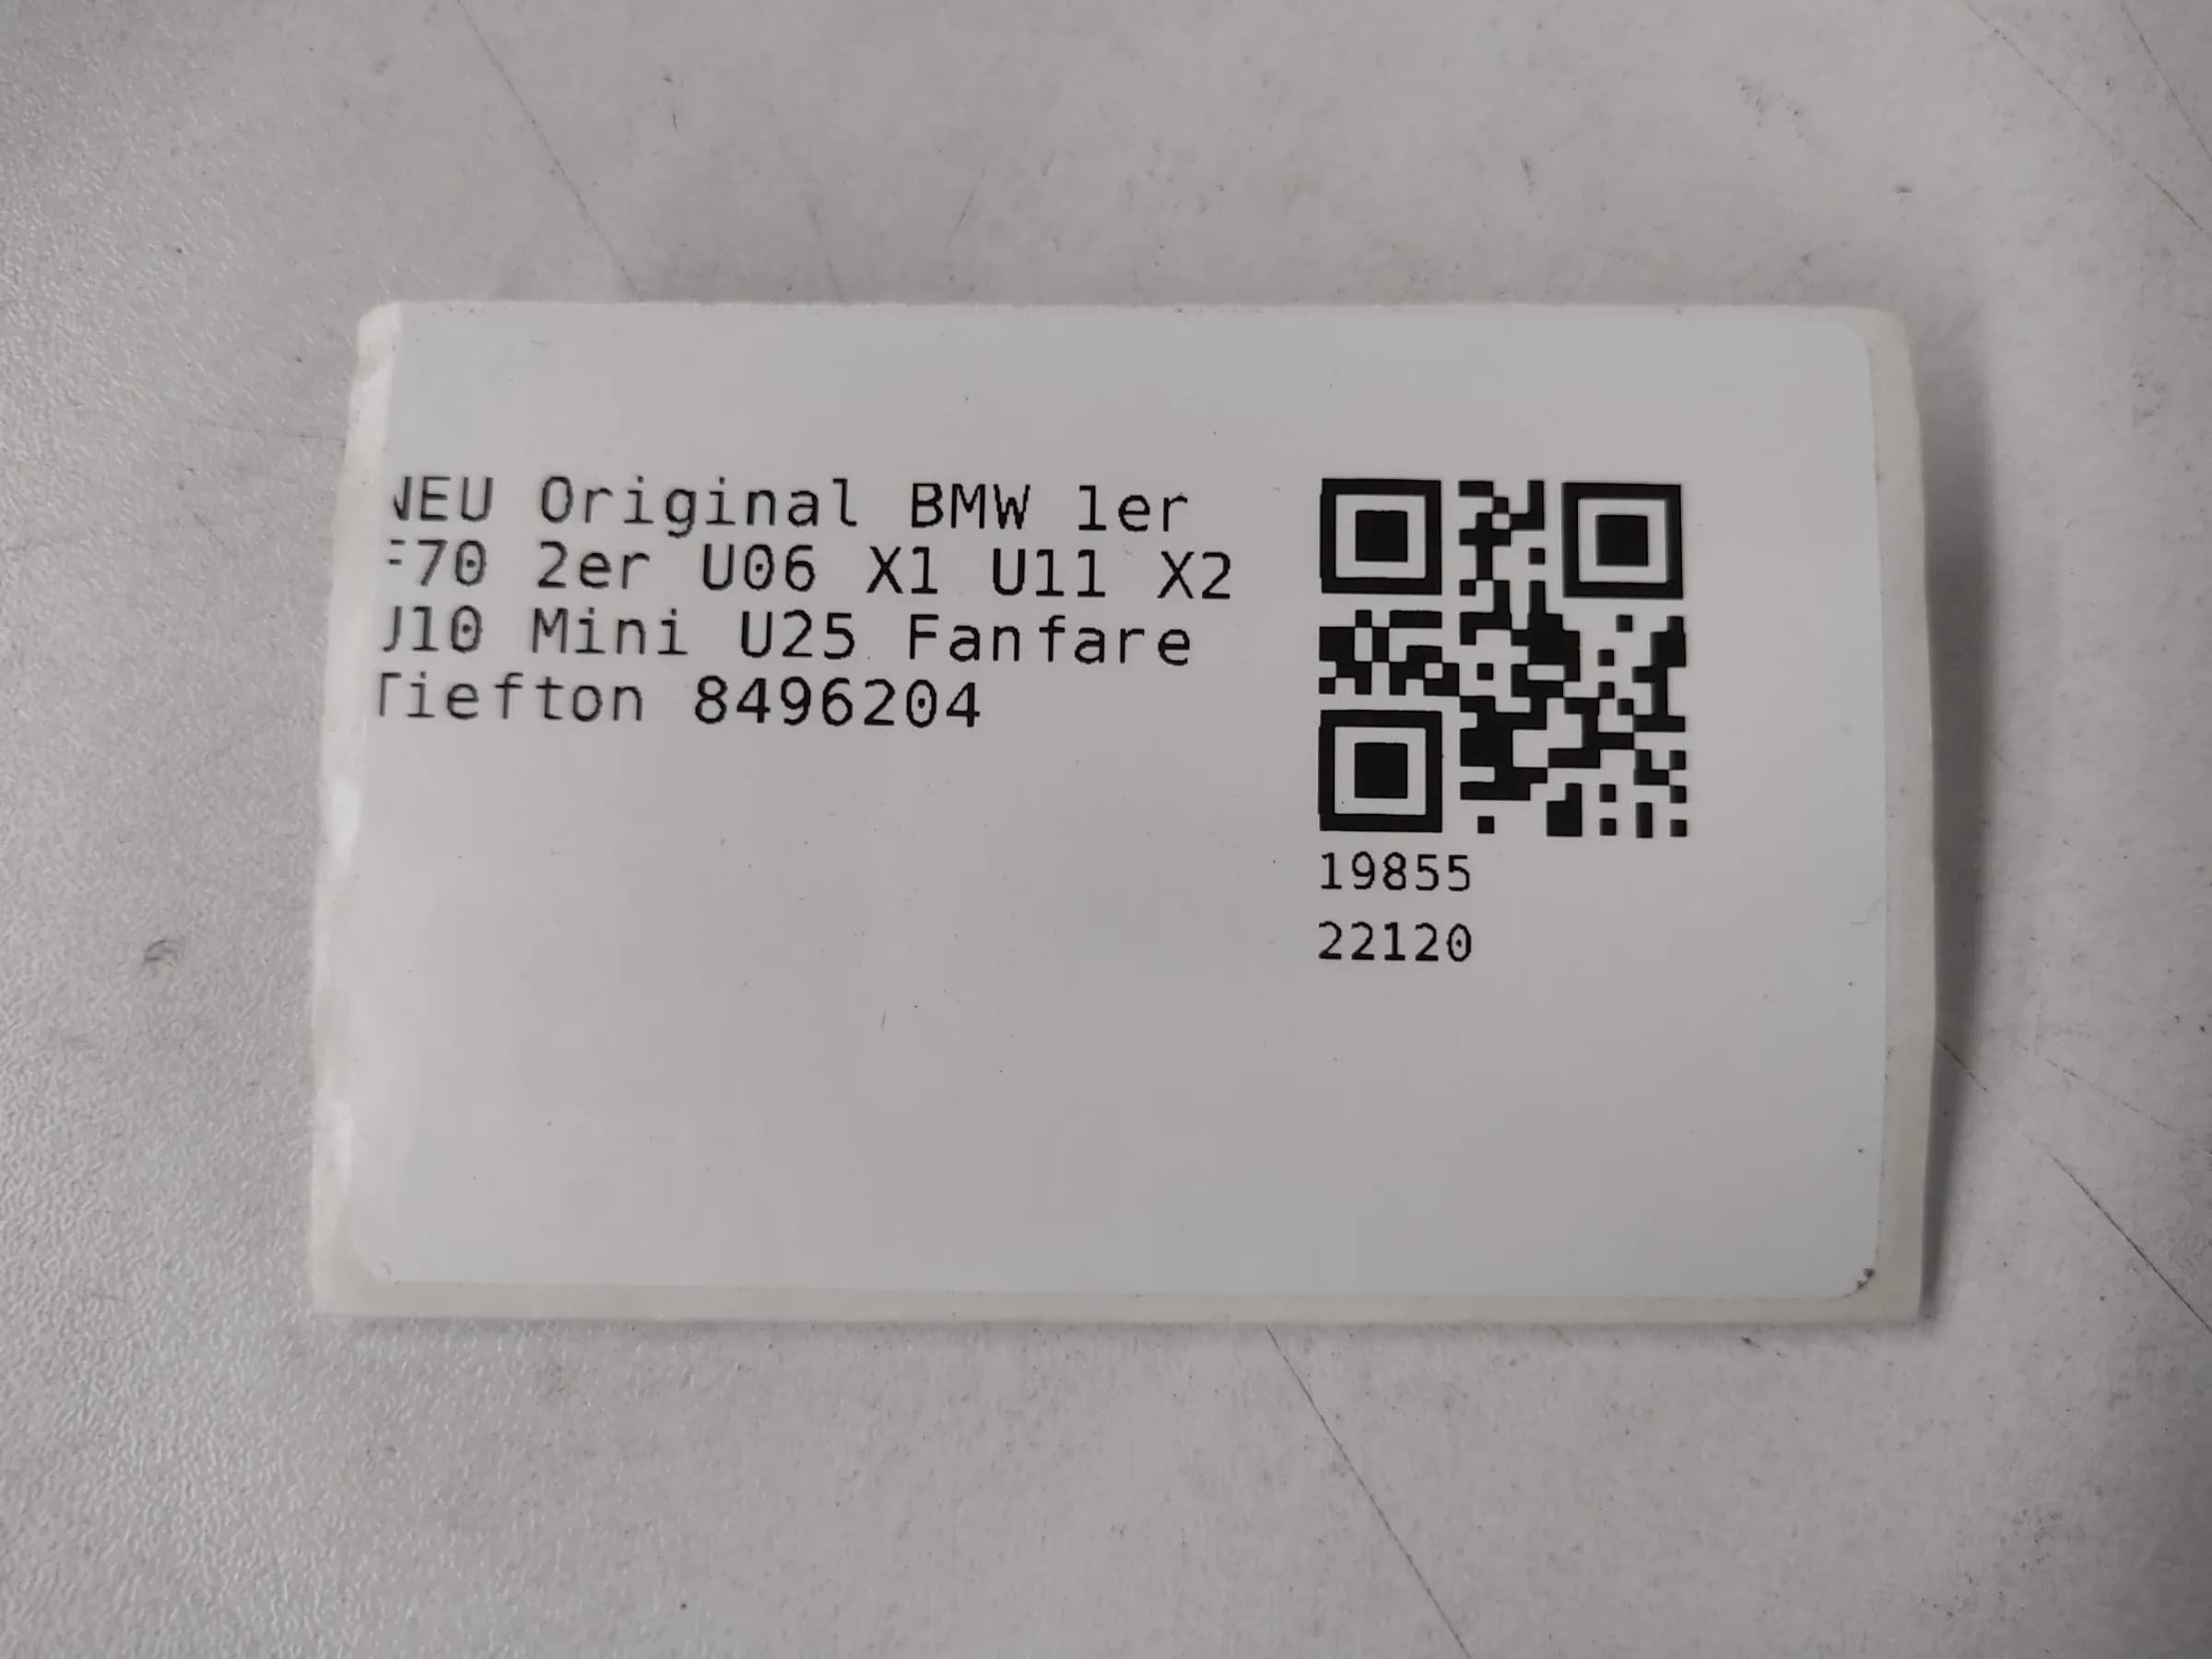 NEU Original BMW 1er
F70 2er U06 X1 U11 X2
U10 Mini U25 Fanfare
Tiefton 8496204
19855
22120